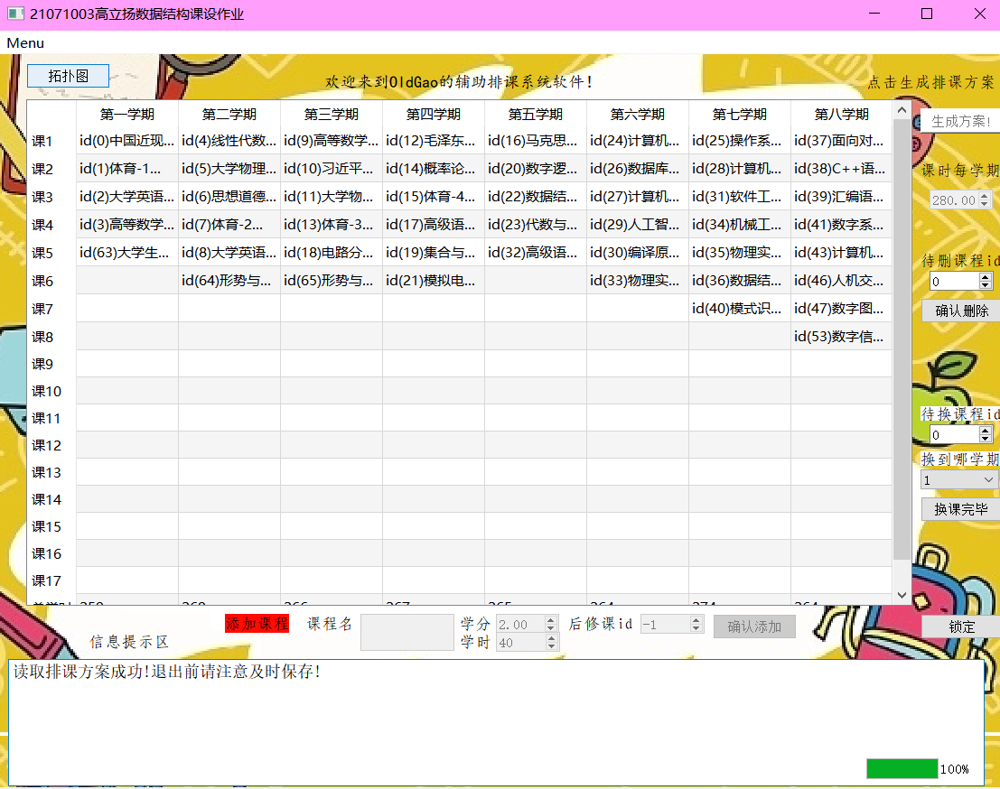 21071003高立扬数据结构课设作业
Menu
拓扑图
欢迎来到OldGao的辅助排课系统软件！
点击生成排课方案
第一学期 第二学期 第三学期 第四学期 第五学期 第六学期 第七学期 第八学期
生成方案!
课1 id(0)中国近现... id(4)线性代数... id(9)高等数学... id(12)毛泽东... id(16)马克思... id(24)计算机... id(25)操作系... id(37)面向对...
课2 id(1)体育-1... id(5)大学物理... id(10)习近平... id(14)概率论... id(20)数字逻... id(26)数据库... id(28)计算机... id(38)C++语...
课时每学期
课3 id(2)大学英语... id(6)思想道德... id(11)大学物... id(15)体育-4... id(22)数据结... id(27)计算机... id(31)软件工... id(39)汇编语...
280.00
课4 id(3)高等数学... id(7)体育-2... id(13)体育-3... id(17)高级语... id(23)代数与... id(29)人工智... id(34)机械工... id(41)数字系...
课5 id(63)大学生... id(8)大学英语... id(18)电路分... id(19)集合与... id(32)高级语... id(30)编译原... id(35)物理实... id(43)计算机...
待删课程id
课6 id(64)形势与... id(65)形势与... id(21)模拟电... id(33)物理实... id(36)数据结... id(46)人机交...
0
课7 id(40)模式识... id(47)数字图...
确认删除
课8 id(53)数字信...
课9
课10
课11
待换课程id
课12
0
课13
换到哪学期
1
课14
换课完毕
课15
课16
课17
259 269 266 267 265 264 274 264
添加课程 课程名 学分 2.00 后修课id -1 确认添加 锁定
信息提示区 学时 40
读取排课方案成功!退出前请注意及时保存!
100%